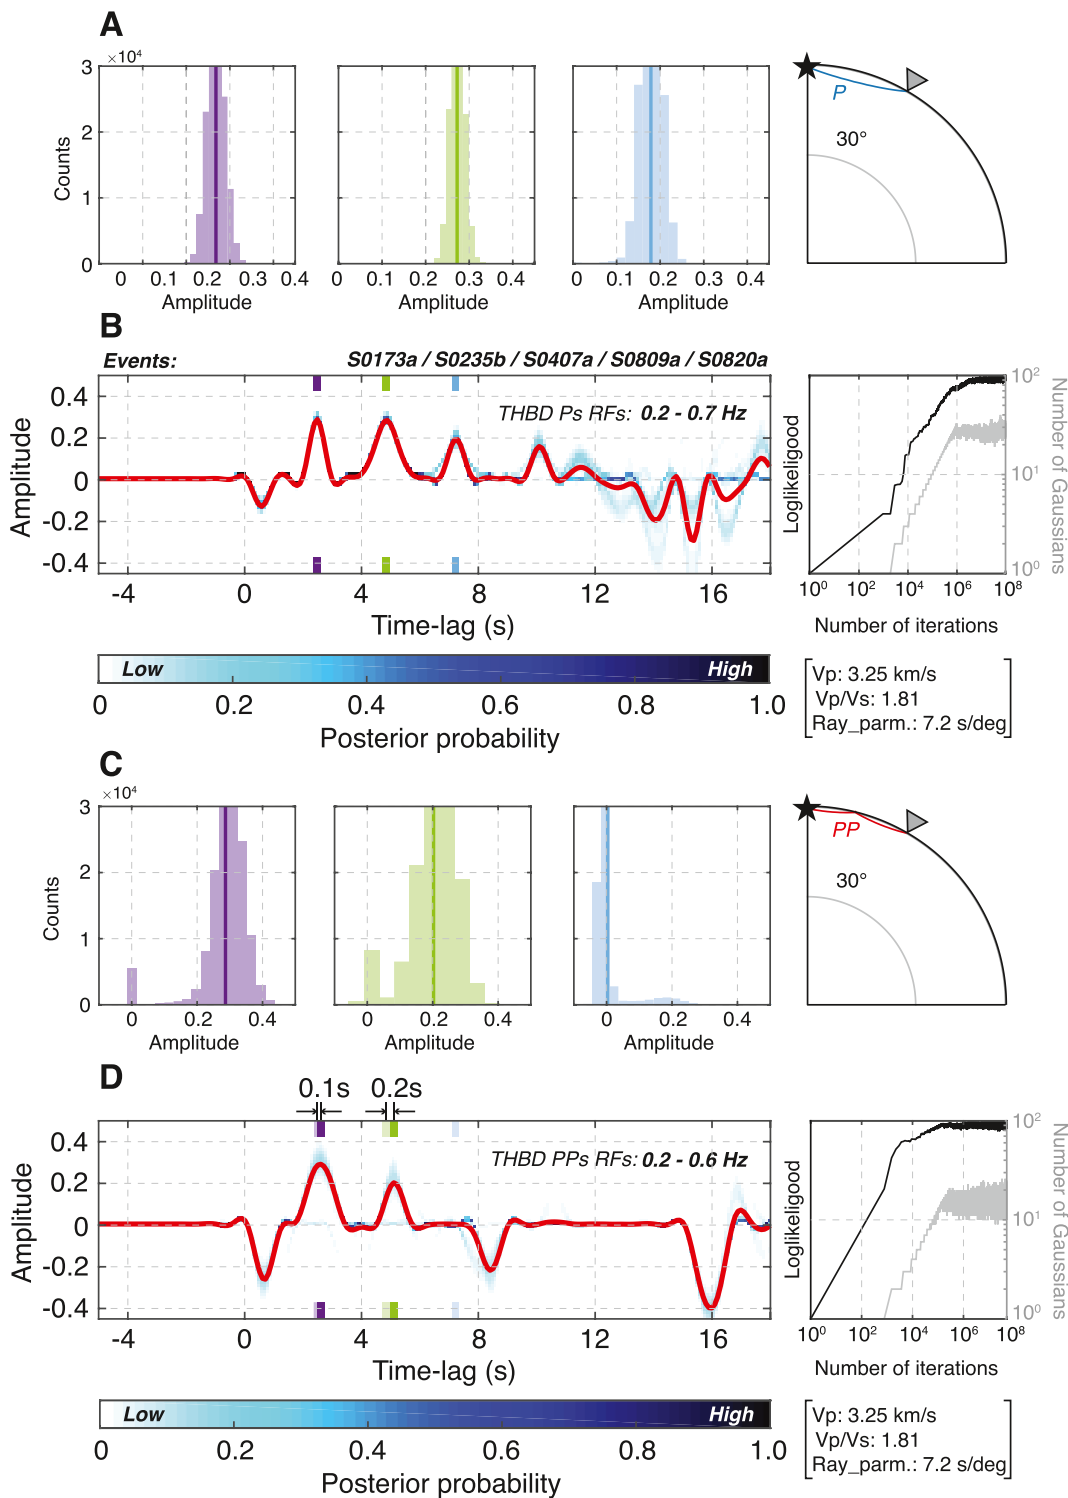 A
×10⁴
3
2
1
0
Counts
0 0.1 0.2 0.3 0.4
Amplitude
0 0.1 0.2 0.3 0.4
Amplitude
0 0.1 0.2 0.3 0.4
Amplitude
P
30°
B
Events: S0173a / S0235b / S0407a / S0809a / S0820a
THBD Ps RFs: 0.2 - 0.7 Hz
0.4
0.2
0
-0.2
-0.4
Amplitude
-4 0 4 8 12 16
Time-lag (s)
Low High
0 0.2 0.4 0.6 0.8 1.0
Posterior probability
Loglikeligood
10² 10¹ 10⁰
Number of Gaussians
10⁰ 10² 10⁴ 10⁶ 10⁸
Number of iterations
Vp: 3.25 km/s
Vp/Vs: 1.81
Ray_parm.: 7.2 s/deg
C
×10⁴
3
2
1
0
Counts
0 0.2 0.4
Amplitude
0 0.2 0.4
Amplitude
0 0.2 0.4
Amplitude
PP
30°
D
0.1s 0.2s
THBD PPs RFs: 0.2 - 0.6 Hz
0.4
0.2
0
-0.2
-0.4
Amplitude
-4 0 4 8 12 16
Time-lag (s)
Low High
0 0.2 0.4 0.6 0.8 1.0
Posterior probability
Loglikeligood
10² 10¹ 10⁰
Number of Gaussians
10⁰ 10² 10⁴ 10⁶ 10⁸
Number of iterations
Vp: 3.25 km/s
Vp/Vs: 1.81
Ray_parm.: 7.2 s/deg